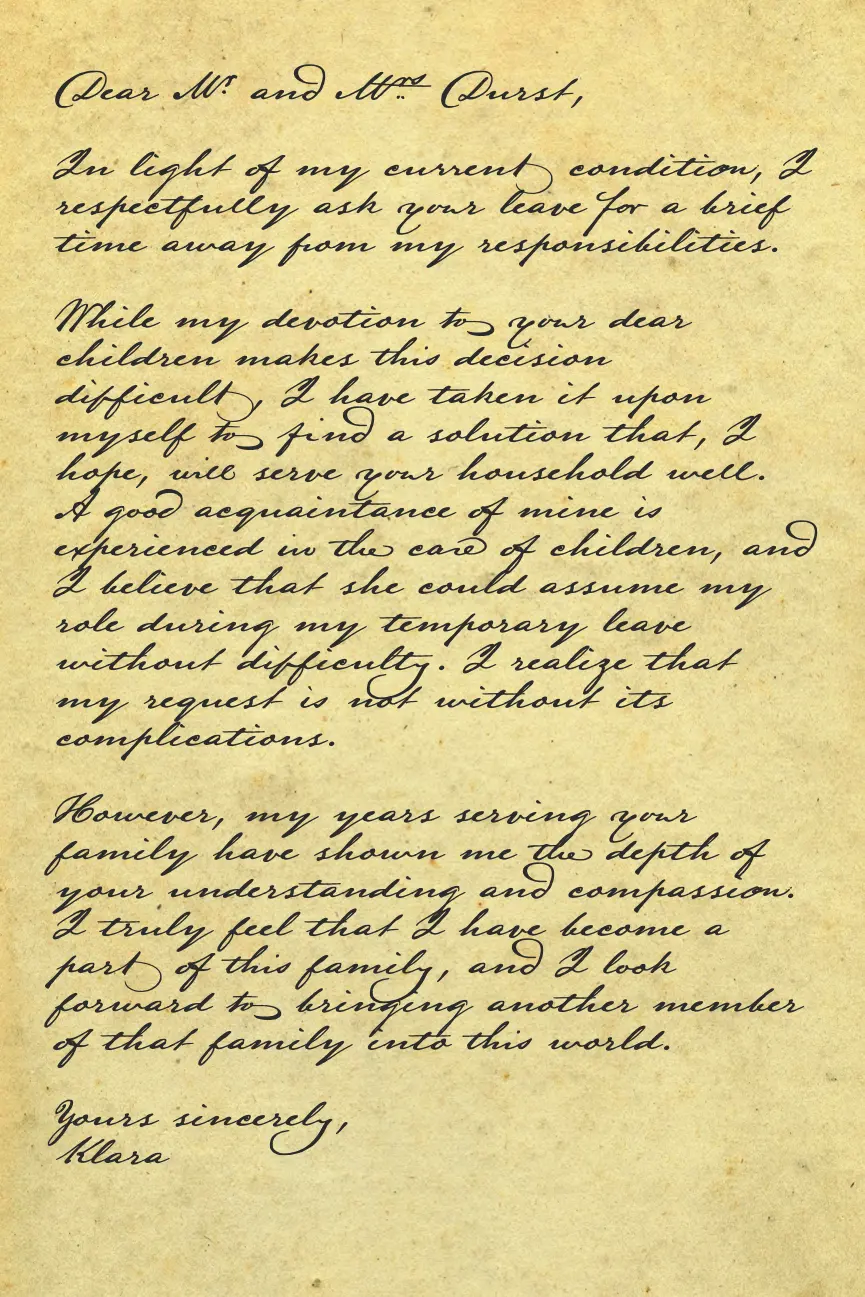 Dear Mr. and Mrs. Durst,
In light of my current condition, I
respectfully ask your leave for a brief
time away from my responsibilities.
While my devotion to your dear
children makes this decision
difficult, I have taken it upon
myself to find a solution that, I
hope, will serve your household well.
A good acquaintance of mine is
experienced in the care of children, and
I believe that she could assume my
role during my temporary leave
without difficulty. I realize that
my request is not without its
complications.
However, my years serving your
family have shown me the depth of
your understanding and compassion.
I truly feel that I have become a
part of this family, and I look
forward to bringing another member
of that family into this world.
Yours sincerely,
Klara